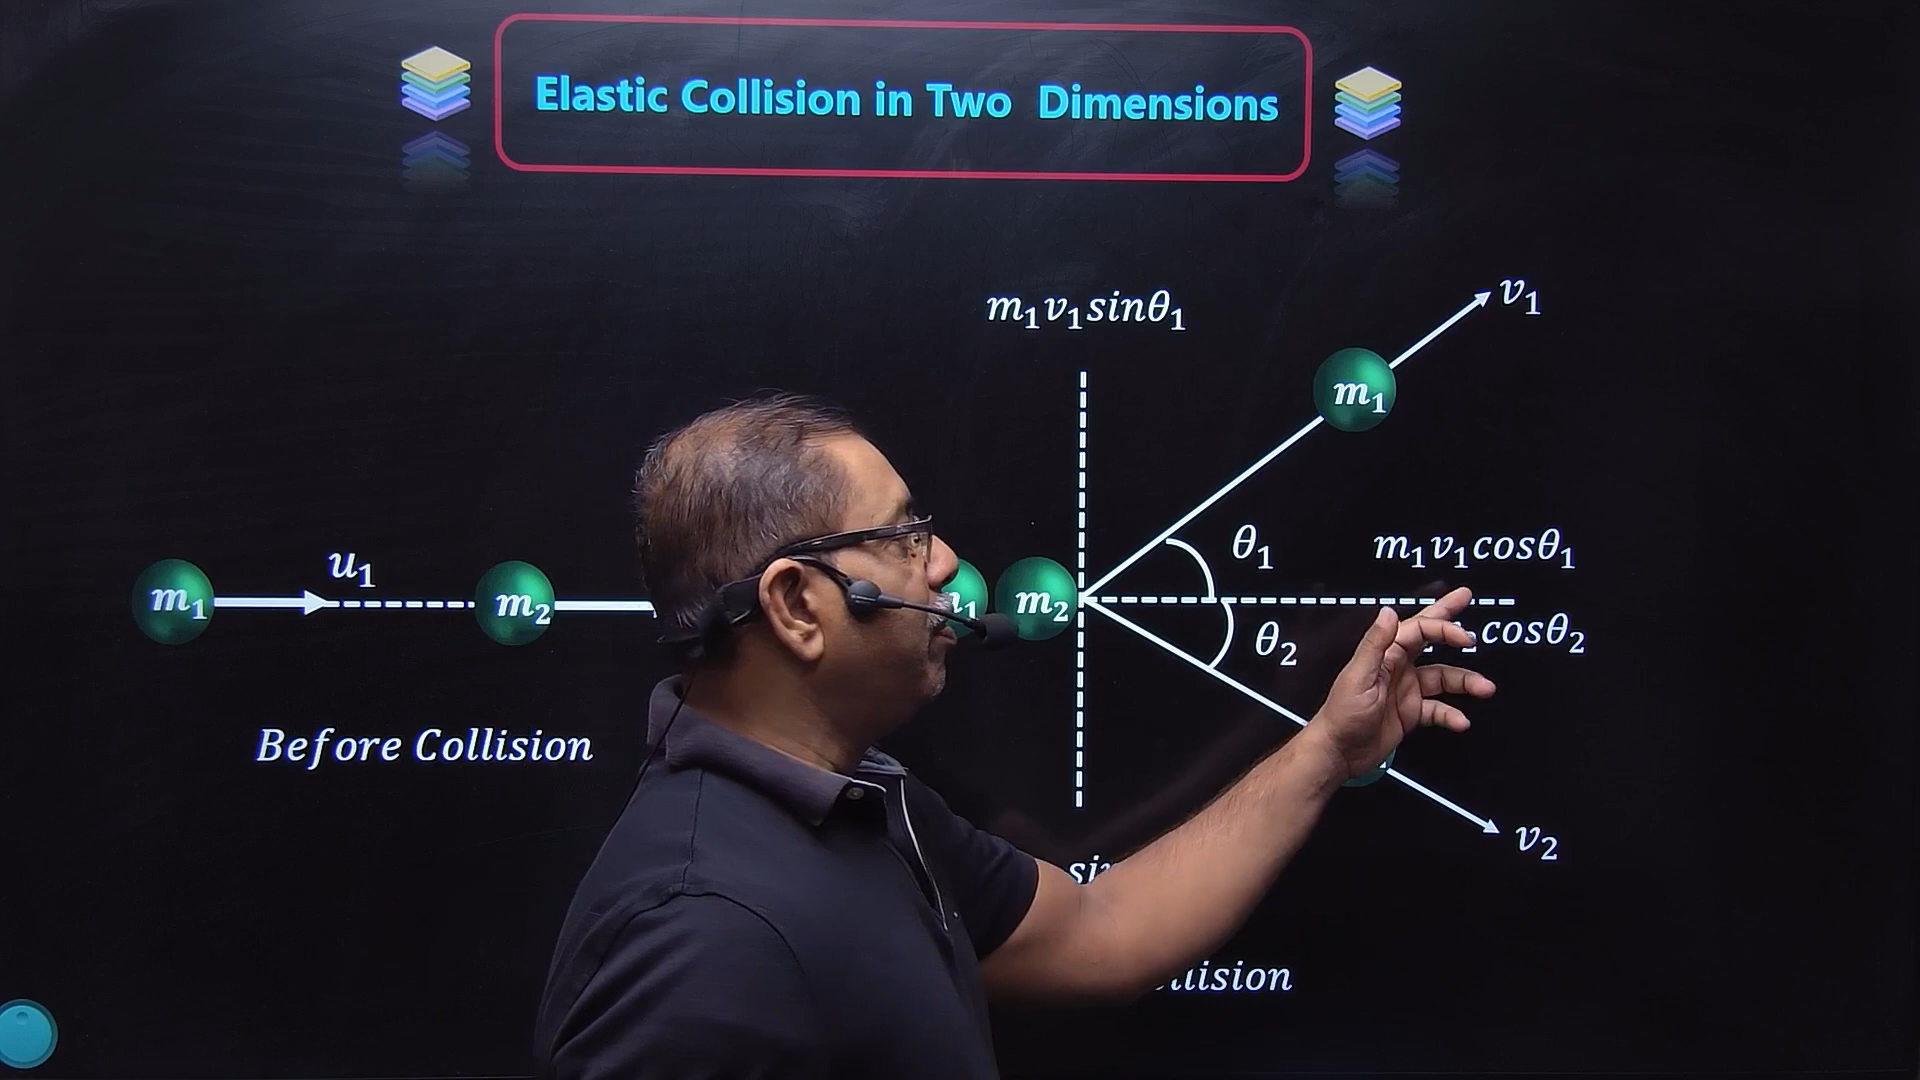 Elastic Collision in Two Dimensions
m₁v₁sinθ₁
v₁
m₁
θ₁
m₁v₁cosθ₁
u₁
m₁
m₂
m₂
θ₂
cosθ₂
Before Collision
v₂